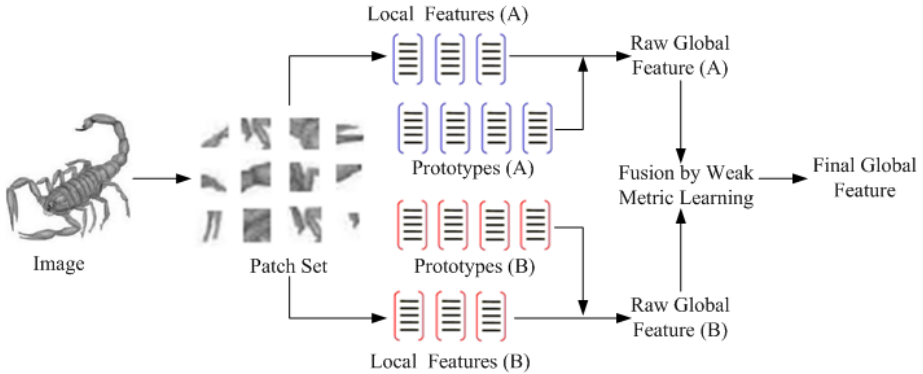 Local Features (A)
Raw Global
Feature (A)
Prototypes (A)
Fusion by Weak
Metric Learning
Final Global
Feature
Image
Patch Set
Prototypes (B)
Raw Global
Feature (B)
Local Features (B)